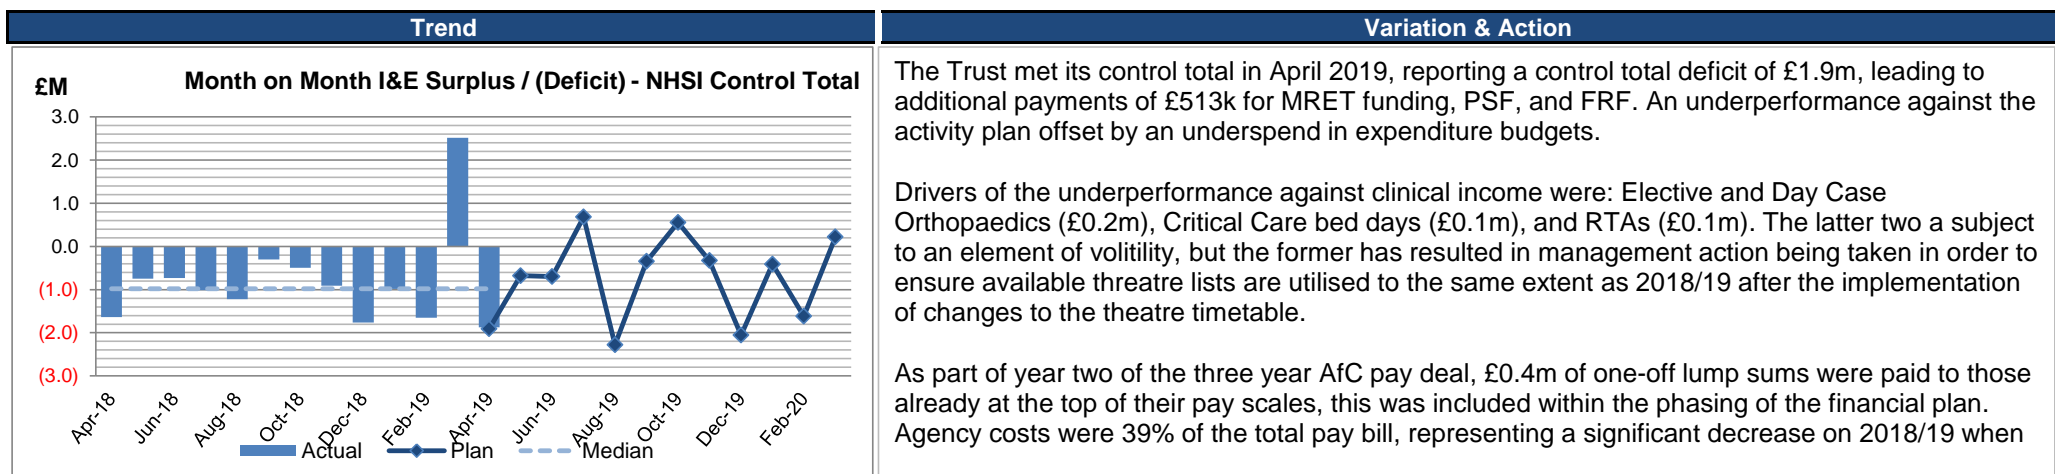 Trend
Variation & Action
£M
Month on Month I&E Surplus / (Deficit) - NHSI Control Total
3.0
2.0
1.0
0.0
(1.0)
(2.0)
(3.0)
Apr-18
Jun-18
Aug-18
Oct-18
Dec-18
Feb-19
Apr-19
Jun-19
Aug-19
Oct-19
Dec-19
Feb-20
Actual
Plan
Median
The Trust met its control total in April 2019, reporting a control total deficit of £1.9m, leading to
additional payments of £513k for MRET funding, PSF, and FRF. An underperformance against the
activity plan offset by an underspend in expenditure budgets.
Drivers of the underperformance against clinical income were: Elective and Day Case
Orthopaedics (£0.2m), Critical Care bed days (£0.1m), and RTAs (£0.1m). The latter two a subject
to an element of volitility, but the former has resulted in management action being taken in order to
ensure available threatre lists are utilised to the same extent as 2018/19 after the implementation
of changes to the theatre timetable.
As part of year two of the three year AfC pay deal, £0.4m of one-off lump sums were paid to those
already at the top of their pay scales, this was included within the phasing of the financial plan.
Agency costs were 39% of the total pay bill, representing a significant decrease on 2018/19 when